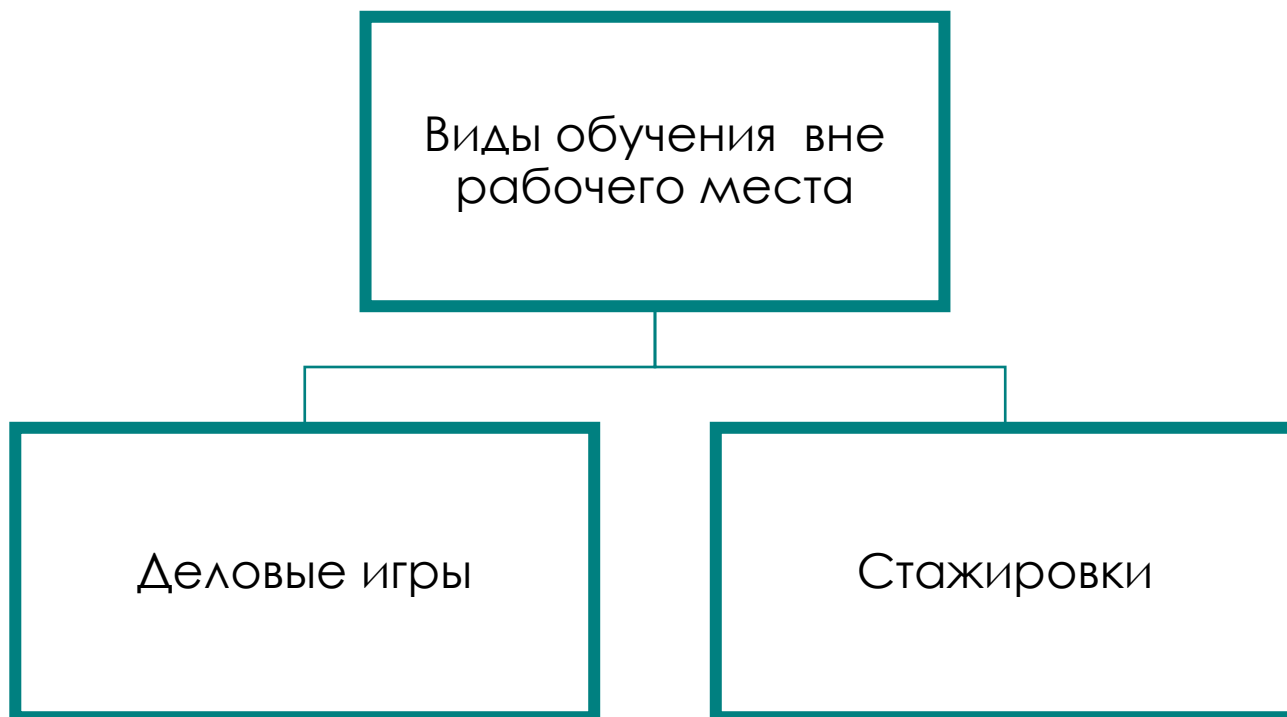 Виды обучения вне
рабочего места
Деловые игры
Стажировки